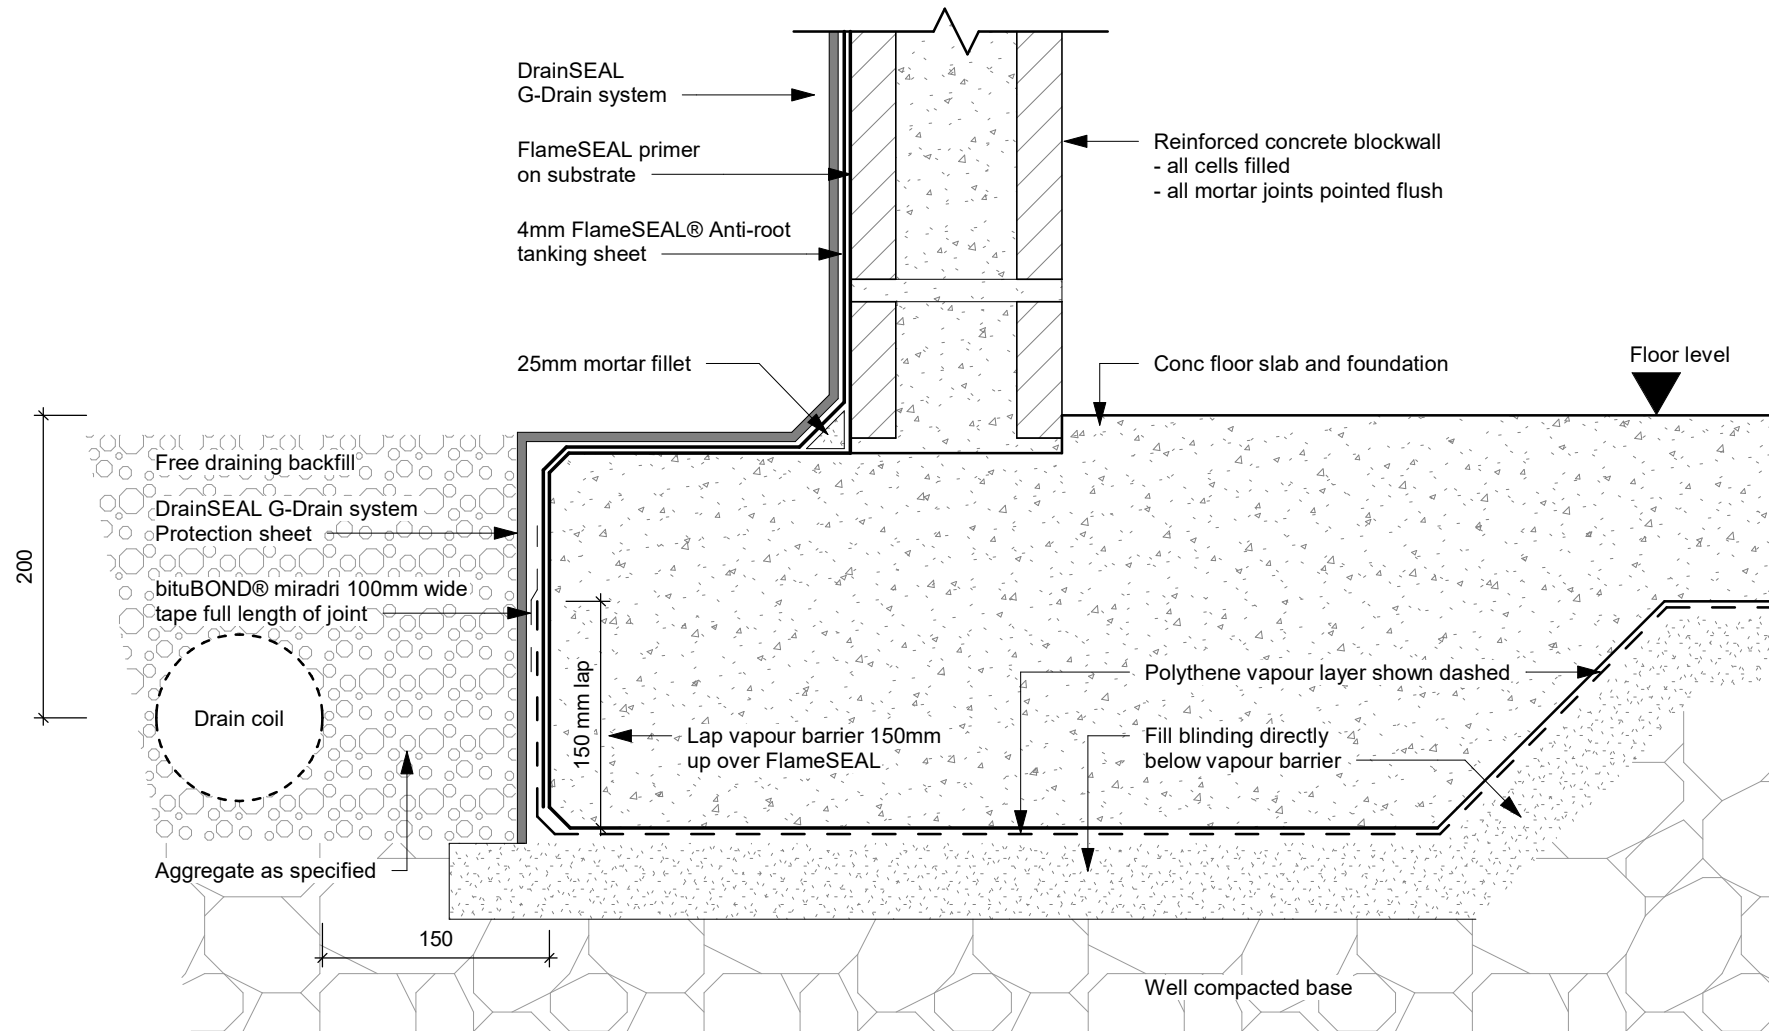 DrainSEAL
G-Drain system
FlameSEAL primer
on substrate
4mm FlameSEAL® Anti-root
tanking sheet
25mm mortar fillet
Reinforced concrete blockwall
- all cells filled
- all mortar joints pointed flush
Conc floor slab and foundation
Floor level
200
Free draining backfill
DrainSEAL G-Drain system
Protection sheet
bituBOND® miradri 100mm wide
tape full length of joint
Drain coil
Aggregate as specified
150
150 mm lap
Lap vapour barrier 150mm
up over FlameSEAL
Polythene vapour layer shown dashed
Fill blinding directly
below vapour barrier
Well compacted base